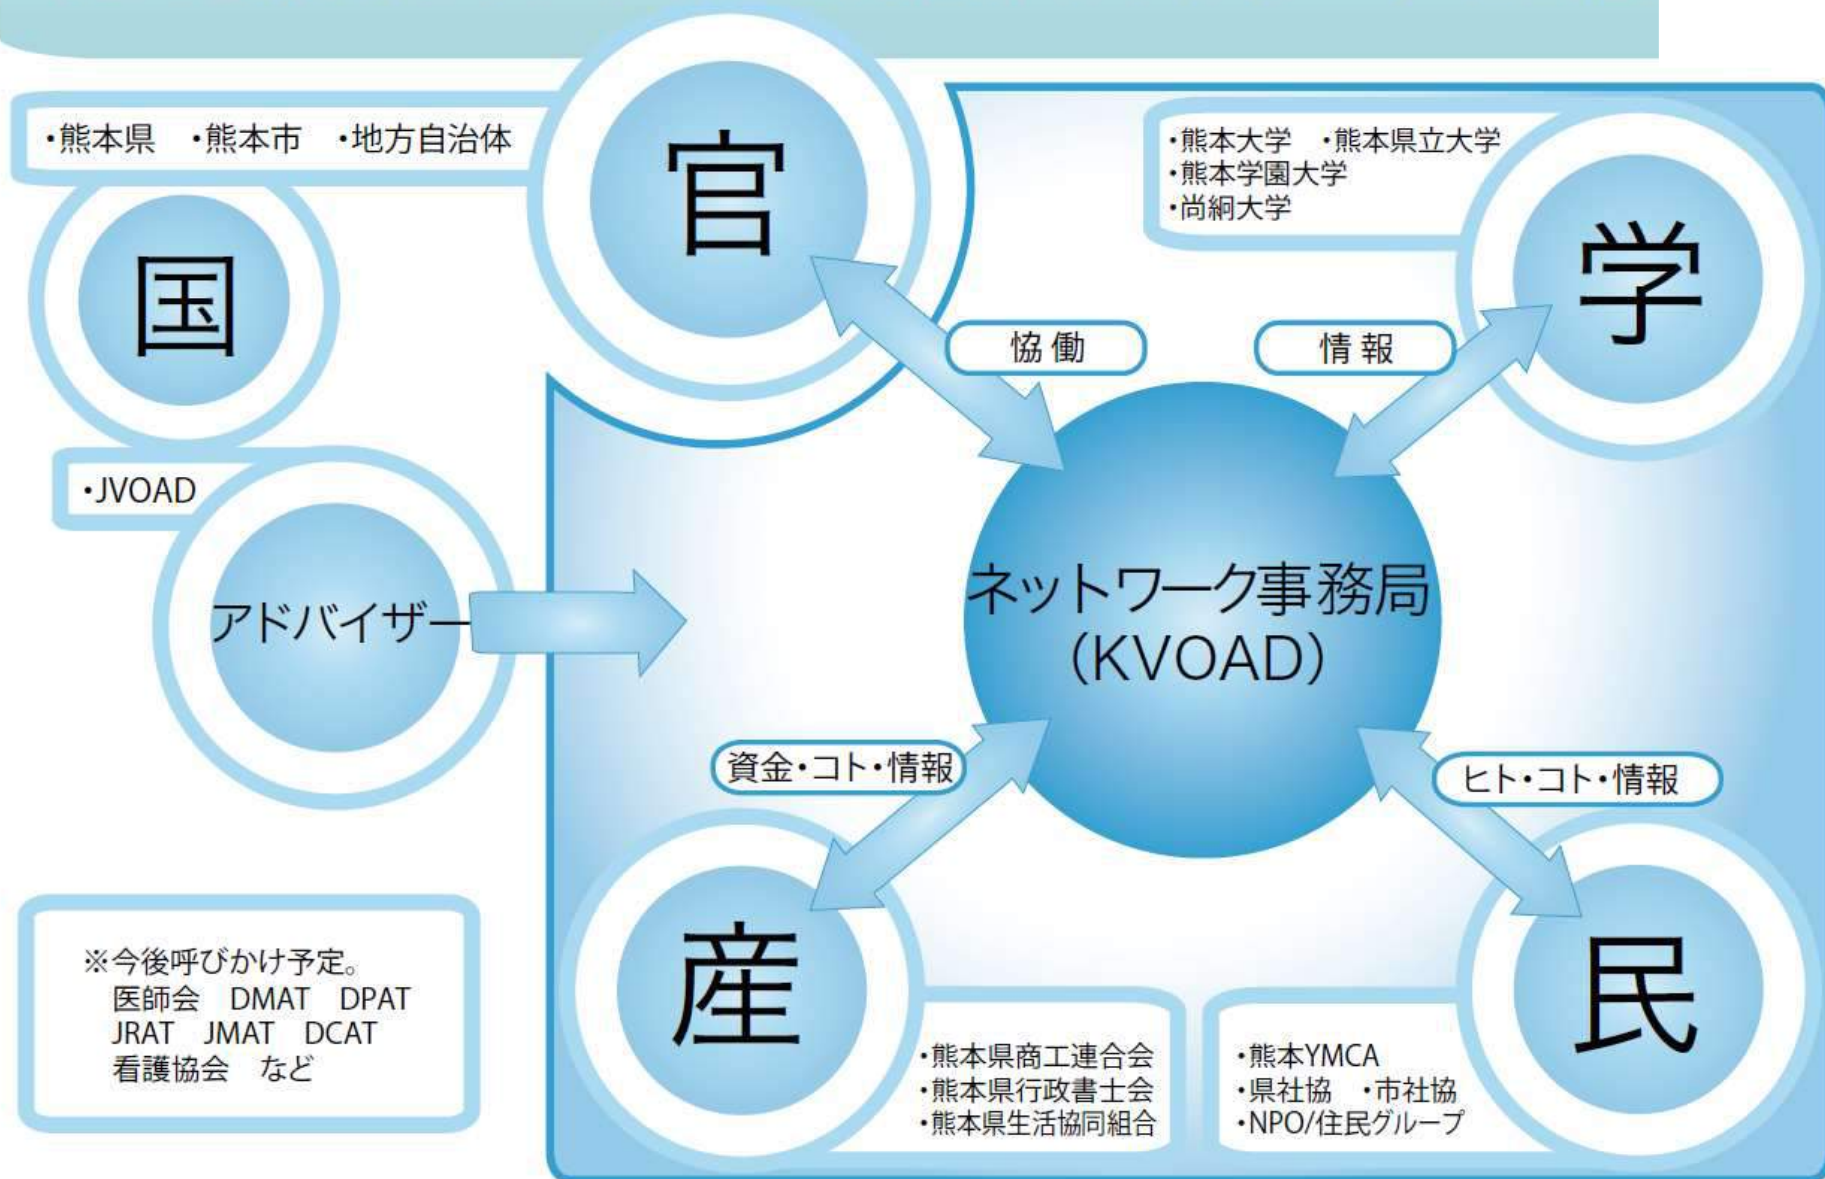 ・熊本県　・熊本市　・地方自治体
官
国
・JVOAD
アドバイザー
・熊本大学　・熊本県立大学
・熊本学園大学
・尚絅大学
学
協 働
情 報
ネットワーク事務局
（KVOAD）
資金・コト・情報
ヒト・コト・情報
産
・熊本県商工連合会
・熊本県行政書士会
・熊本県生活協同組合
民
・熊本YMCA
・県社協　・市社協
・NPO/住民グループ
※今後呼びかけ予定。
医師会　DMAT　DPAT
JRAT　JMAT　DCAT
看護協会　など